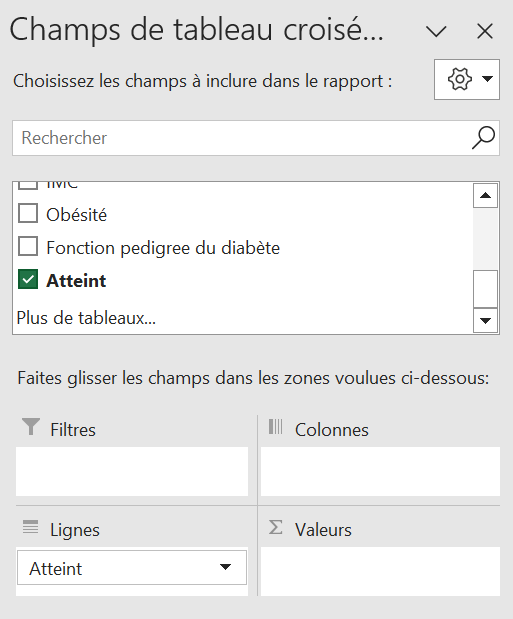 Champs de tableau croisé...
Choisissez les champs à inclure dans le rapport :
Rechercher
IMC
Obésité
Fonction pedigree du diabète
Atteint
Plus de tableaux...
Faites glisser les champs dans les zones voulues ci-dessous:
Filtres
Colonnes
Lignes
Valeurs
Atteint